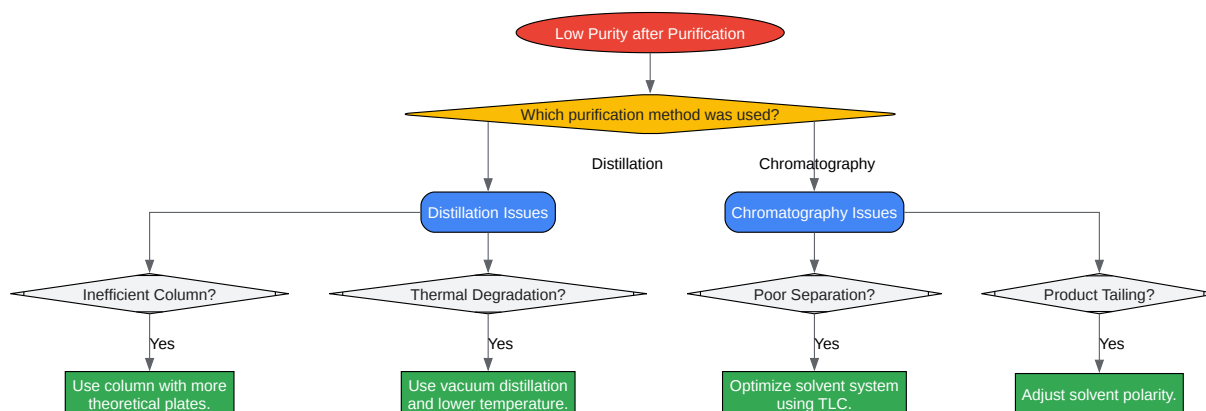 Low Purity after Purification
Which purification method was used?
Distillation
Chromatography
Distillation Issues
Chromatography Issues
Inefficient Column?
Thermal Degradation?
Poor Separation?
Product Tailing?
Yes
Yes
Yes
Yes
Use column with more
theoretical plates.
Use vacuum distillation
and lower temperature.
Optimize solvent system
using TLC.
Adjust solvent polarity.